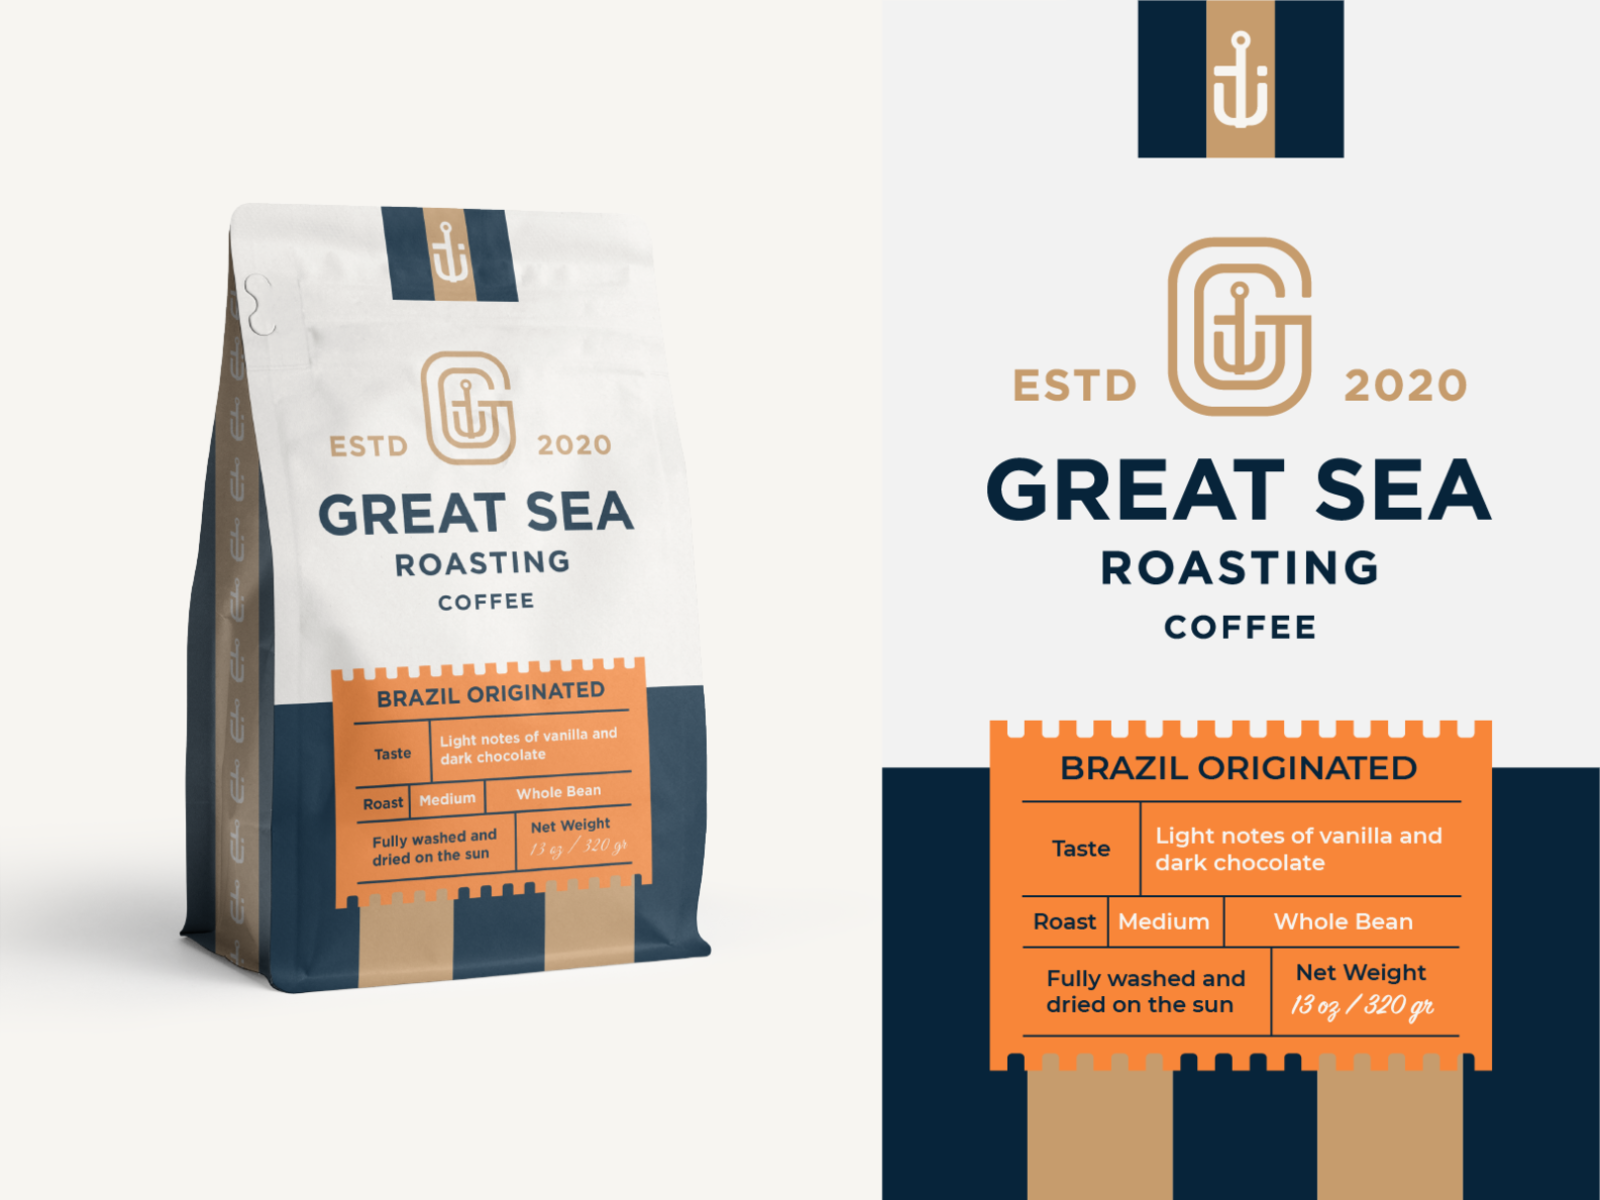 ESTD
2020
GREAT SEA
ROASTING
COFFEE
BRAZIL ORIGINATED
Taste
Light notes of vanilla and
dark chocolate
Roast
Medium
Whole Bean
Fully washed and
dried on the sun
Net Weight
13 oz / 320 gr
ESTD
2020
GREAT SEA
ROASTING
COFFEE
BRAZIL ORIGINATED
Taste
Light notes of vanilla and
dark chocolate
Roast
Medium
Whole Bean
Fully washed and
dried on the sun
Net Weight
13 oz / 320 gr